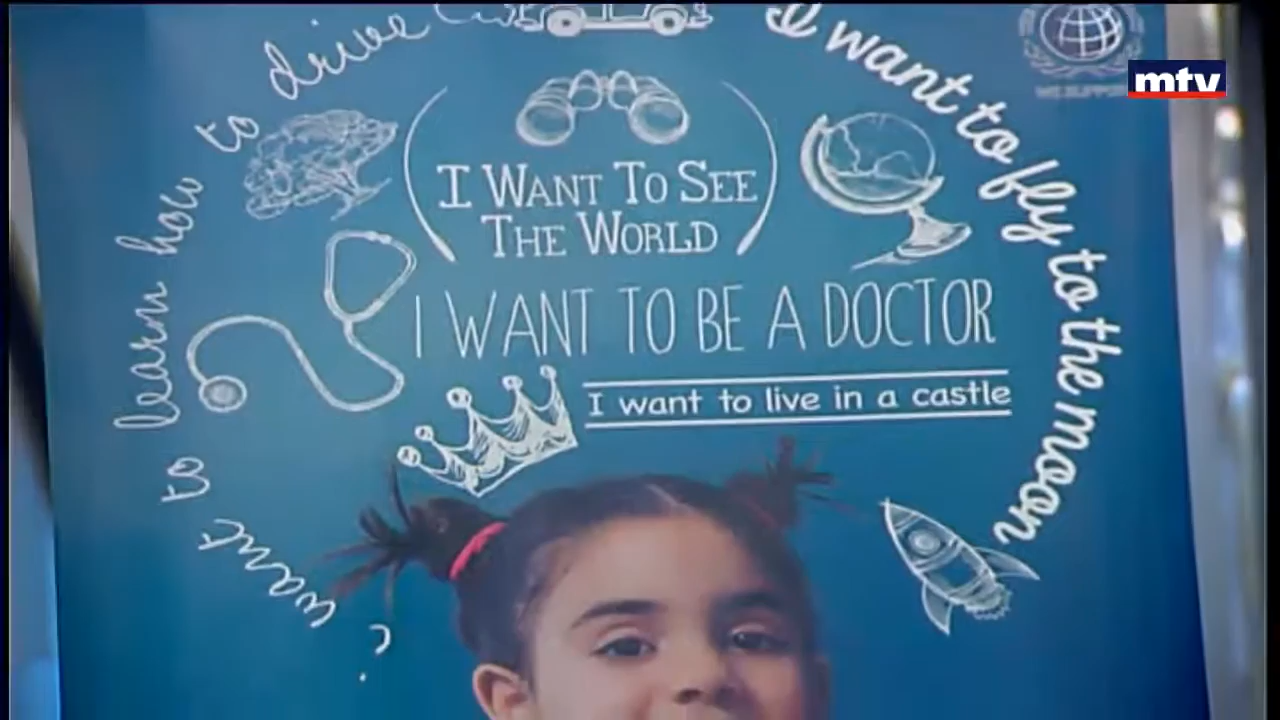 mtv
i want to learn how to drive
I want to fly to the moon
I WANT TO SEE
THE WORLD
I WANT TO BE A DOCTOR
I want to live in a castle